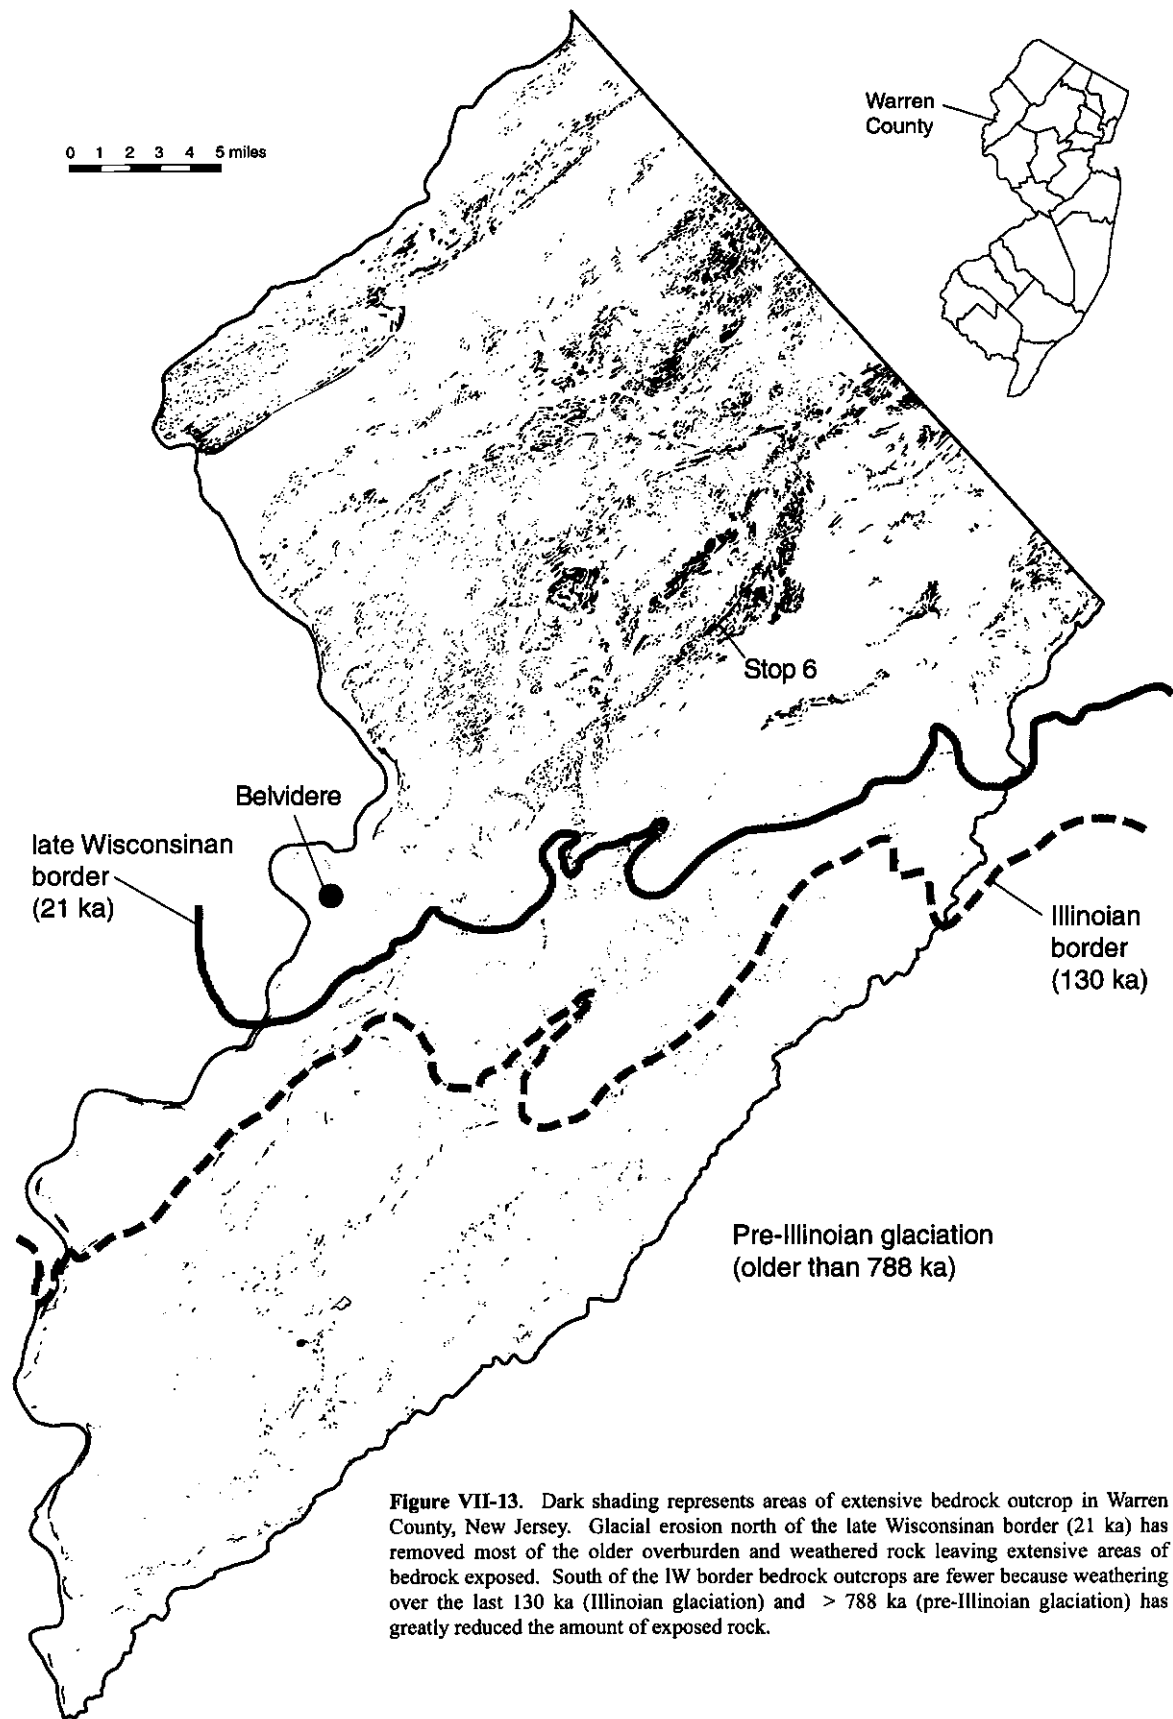 Warren
County
0 1 2 3 4 5 miles
Stop 6
Belvidere
late Wisconsinan
border
(21 ka)
Illinoian
border
(130 ka)
Pre-Illinoian glaciation
(older than 788 ka)
Figure VII-13. Dark shading represents areas of extensive bedrock outcrop in Warren
County, New Jersey. Glacial erosion north of the late Wisconsinan border (21 ka) has
removed most of the older overburden and weathered rock leaving extensive areas of
bedrock exposed. South of the lW border bedrock outcrops are fewer because weathering
over the last 130 ka (Illinoian glaciation) and > 788 ka (pre-Illinoian glaciation) has
greatly reduced the amount of exposed rock.